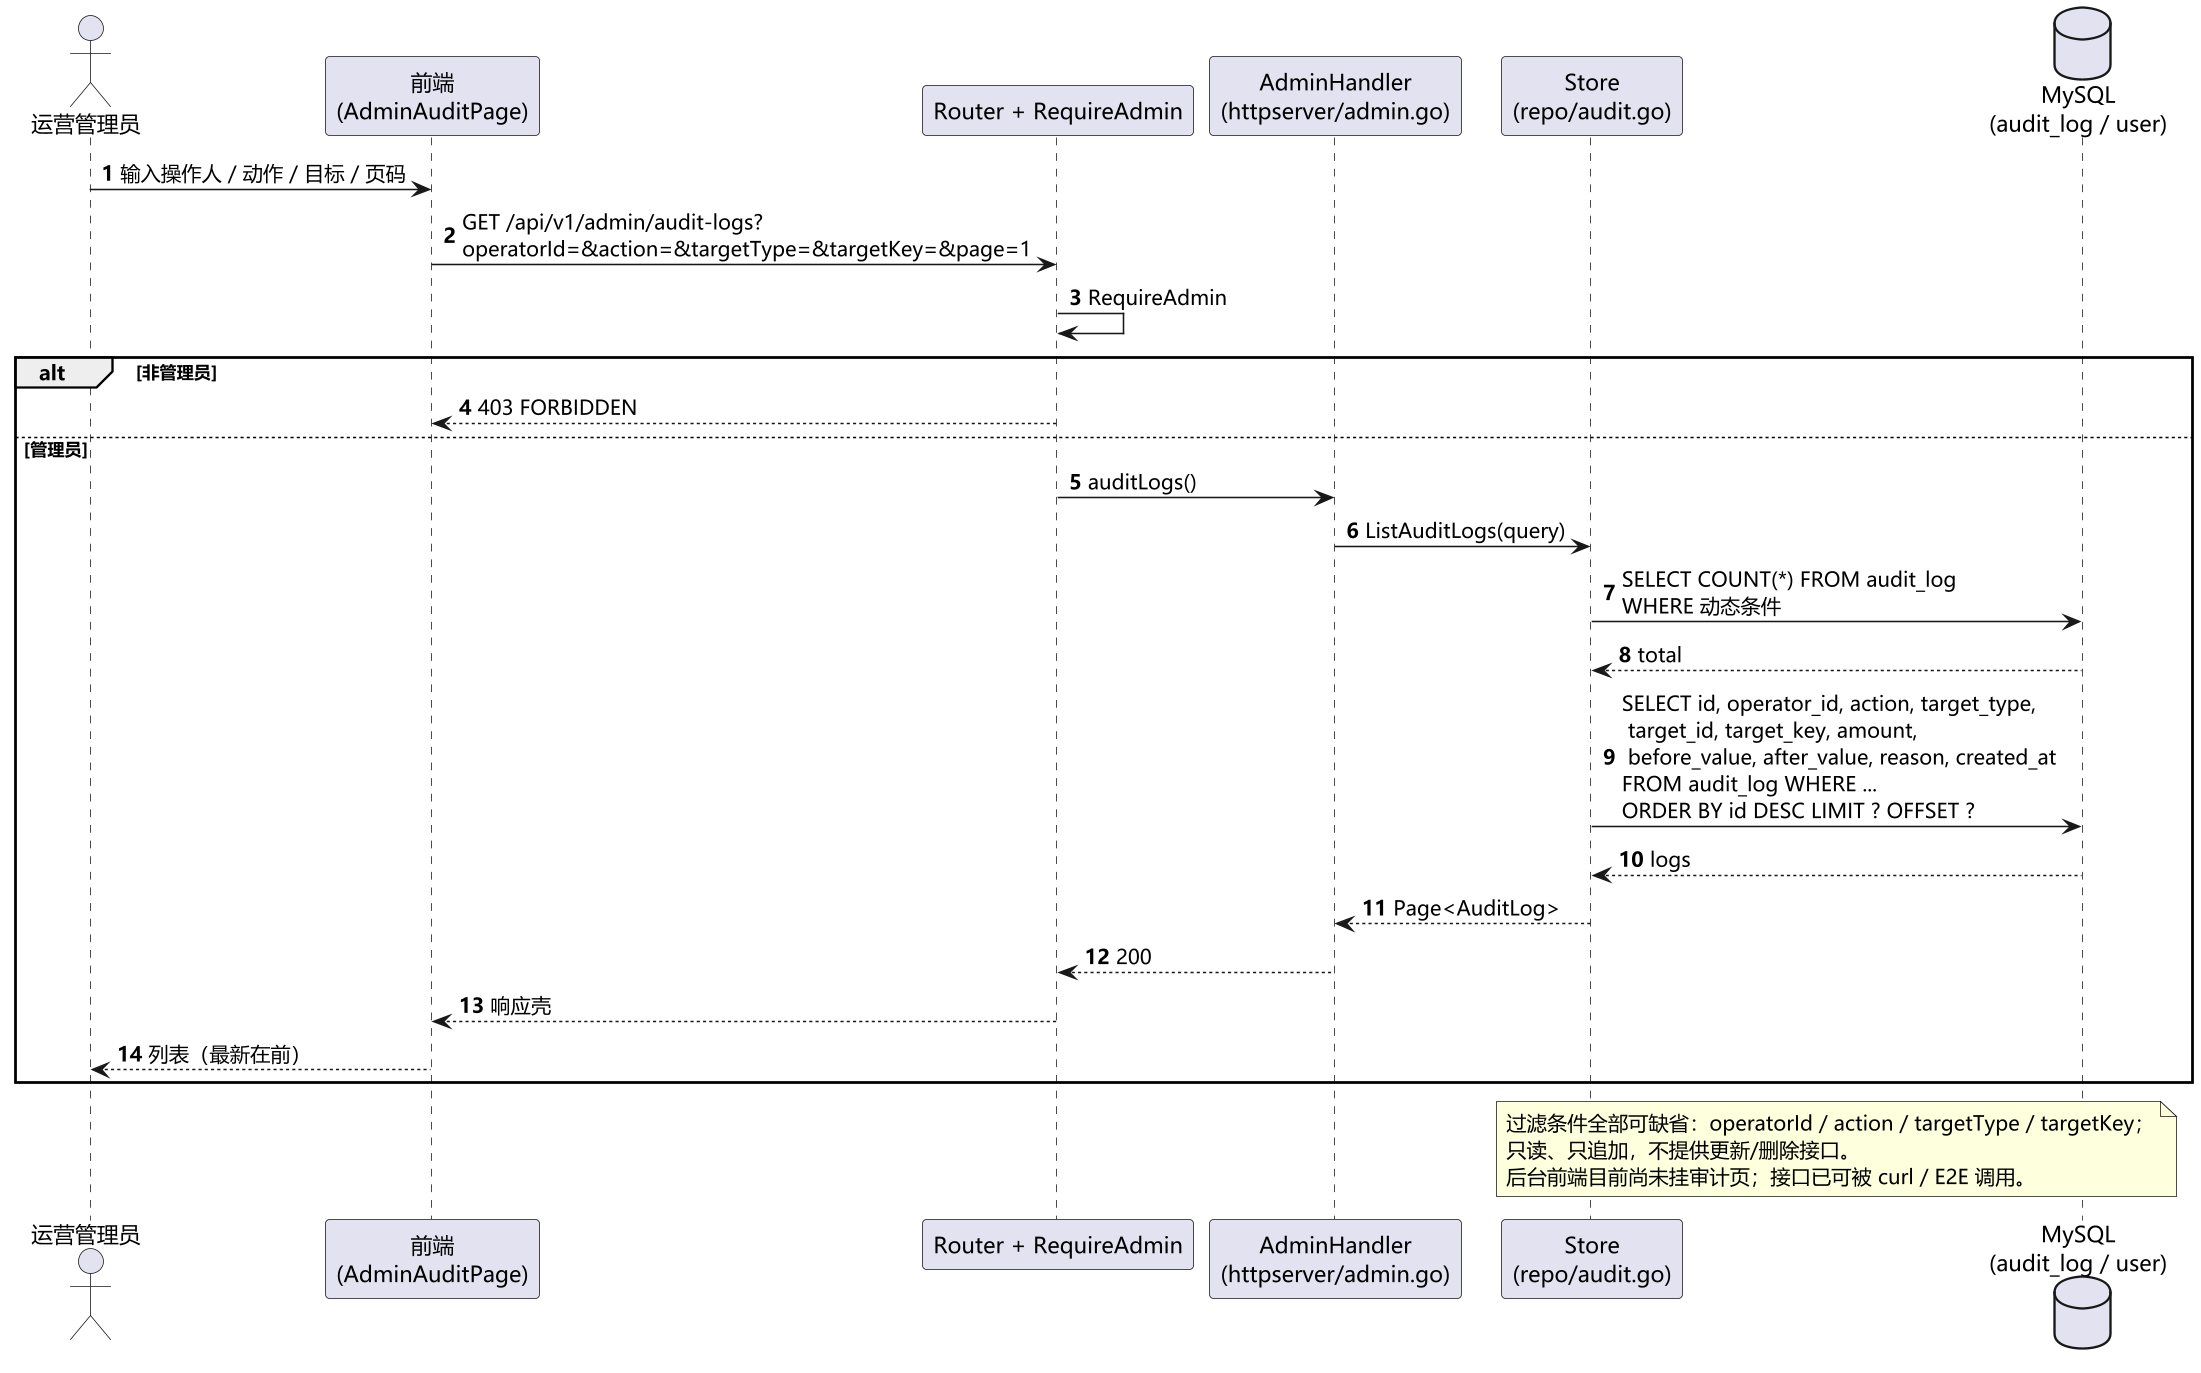 运营管理员
前端
(AdminAuditPage)
Router + RequireAdmin
AdminHandler
(httpserver/admin.go)
Store
(repo/audit.go)
MySQL
(audit_log / user)
1 输入操作人 / 动作 / 目标 / 页码
2 GET /api/v1/admin/audit-logs?
operatorId=&action=&targetType=&targetKey=&page=1
3 RequireAdmin
alt [非管理员]
4 403 FORBIDDEN
[管理员]
5 auditLogs()
6 ListAuditLogs(query)
7 SELECT COUNT(*) FROM audit_log
WHERE 动态条件
8 total
9 SELECT id, operator_id, action, target_type,
target_id, target_key, amount,
before_value, after_value, reason, created_at
FROM audit_log WHERE ...
ORDER BY id DESC LIMIT ? OFFSET ?
10 logs
11 Page<AuditLog>
12 200
13 响应壳
14 列表（最新在前）
过滤条件全部可缺省：operatorId / action / targetType / targetKey；
只读、只追加，不提供更新/删除接口。
后台前端目前尚未挂审计页；接口已可被 curl / E2E 调用。
运营管理员
前端
(AdminAuditPage)
Router + RequireAdmin
AdminHandler
(httpserver/admin.go)
Store
(repo/audit.go)
MySQL
(audit_log / user)